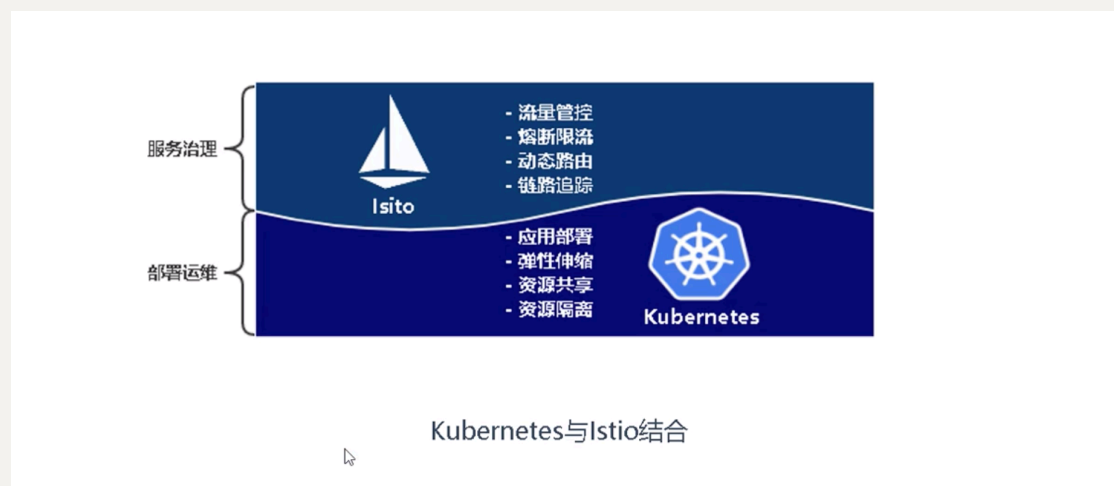 服务治理
- 流量管控
- 熔断限流
- 动态路由
- 链路追踪
Isito
部署运维
- 应用部署
- 弹性伸缩
- 资源共享
- 资源隔离
Kubernetes
Kubernetes与Istio结合